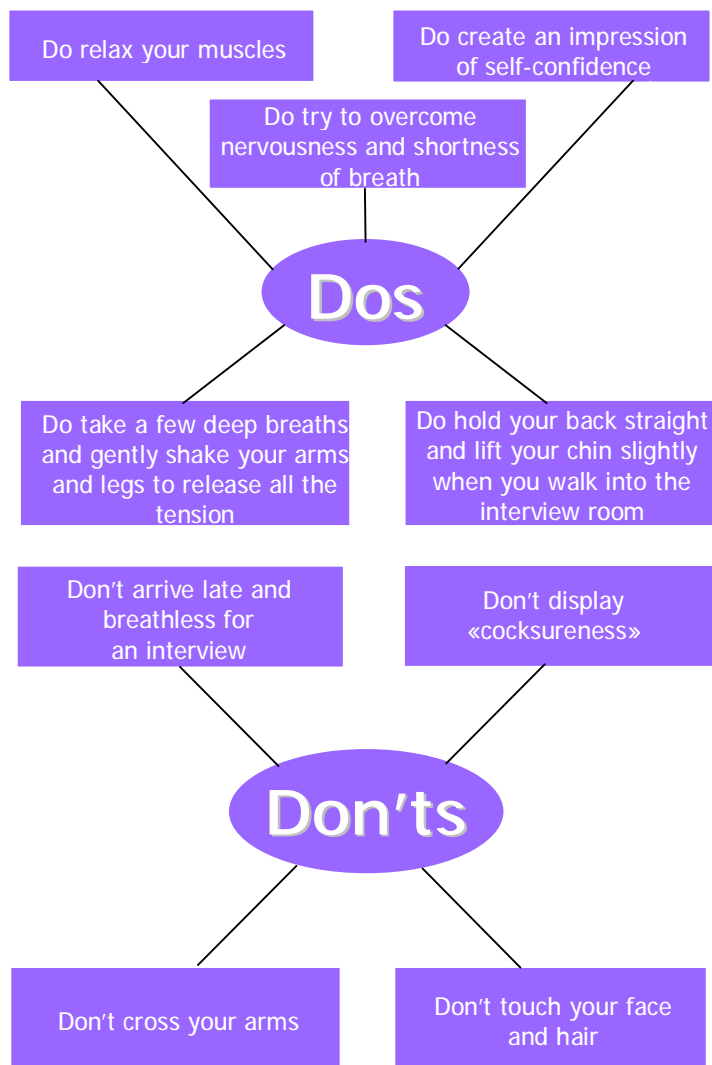 Do relax your muscles
Do create an impression
of self-confidence
Do try to overcome
nervousness and shortness
of breath
Dos
Do take a few deep breaths
and gently shake your arms
and legs to release all the
tension
Do hold your back straight
and lift your chin slightly
when you walk into the
interview room
Don't arrive late and
breathless for
an interview
Don't display
«cocksureness»
Don'ts
Don't cross your arms
Don't touch your face
and hair